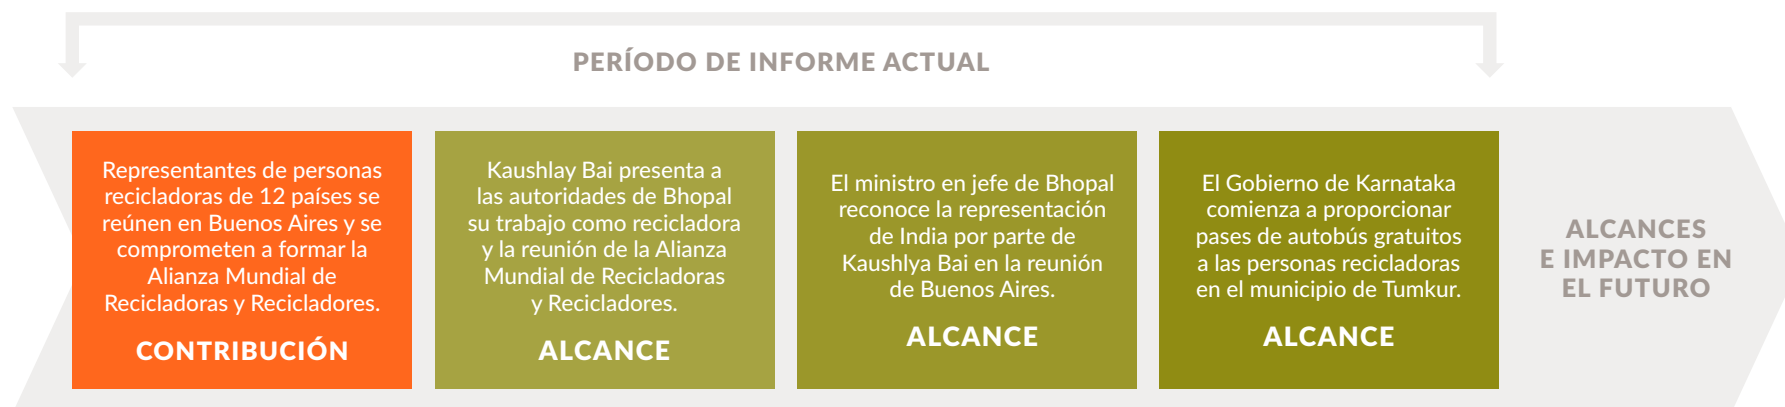 PERÍODO DE INFORME ACTUAL
Representantes de personas
recicladoras de 12 países se
reúnen en Buenos Aires y se
comprometen a formar la
Alianza Mundial de
Recicladoras y Recicladores.
CONTRIBUCIÓN
Kaushlay Bai presenta a
las autoridades de Bhopal
su trabajo como recicladora
y la reunión de la Alianza
Mundial de Recicladoras
y Recicladores.
ALCANCE
El ministro en jefe de Bhopal
reconoce la representación
de India por parte de
Kaushlya Bai en la reunión
de Buenos Aires.
ALCANCE
El Gobierno de Karnataka
comienza a proporcionar
pases de autobús gratuitos
a las personas recicladoras
en el municipio de Tumkur.
ALCANCE
ALCANCES
E IMPACTO EN
EL FUTURO